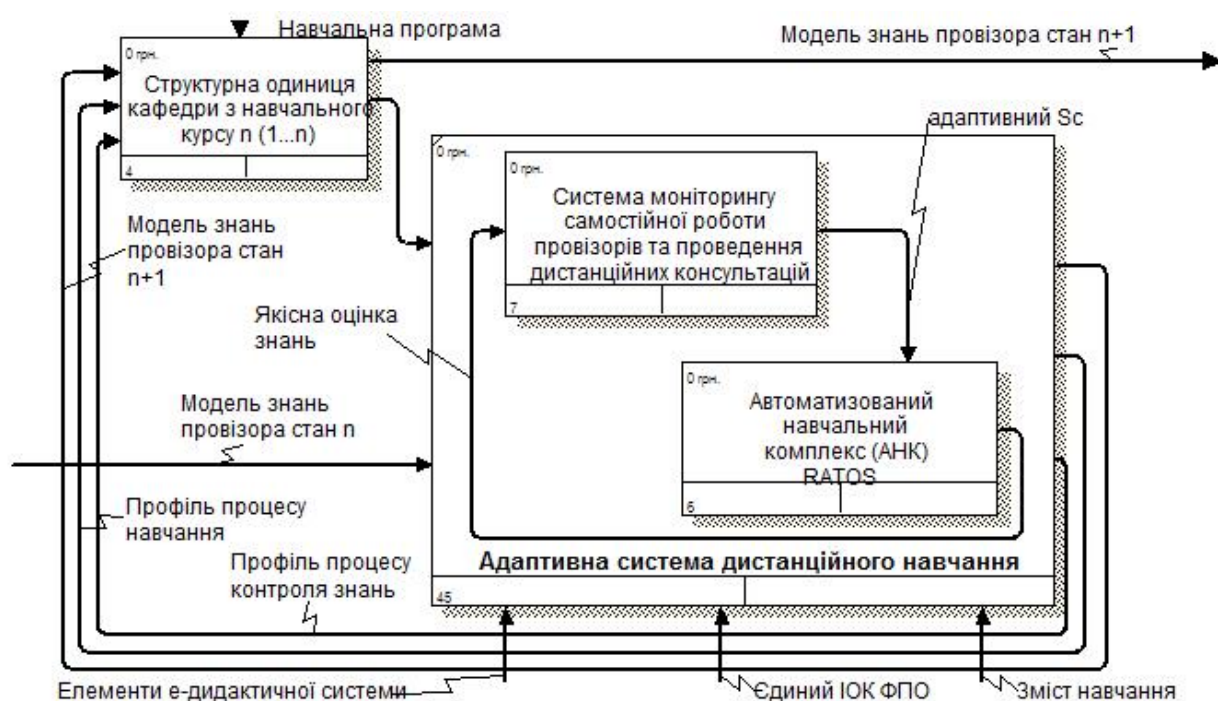 Навчальна програма
Модель знань провізора стан n+1
0 грн.
Структурна одиниця
кафедри з навчального
курсу n (1...n)
4
адаптивний Sc
0 грн.
0 грн.
Система моніторингу
самостійної роботи
провізорів та проведення
дистанційних консультацій
7
Модель знань
провізора стан
n+1
Якісна оцінка
знань
0 грн.
Автоматизований
навчальний
комплекс (АНК)
RATOS
6
Модель знань
провізора стан n
Профіль процесу
навчання
Профіль процесу
контроля знань
Адаптивна система дистанційного навчання
45
Елементи е-дидактичної системи
Єдиний ІОК ФПО
Зміст навчання